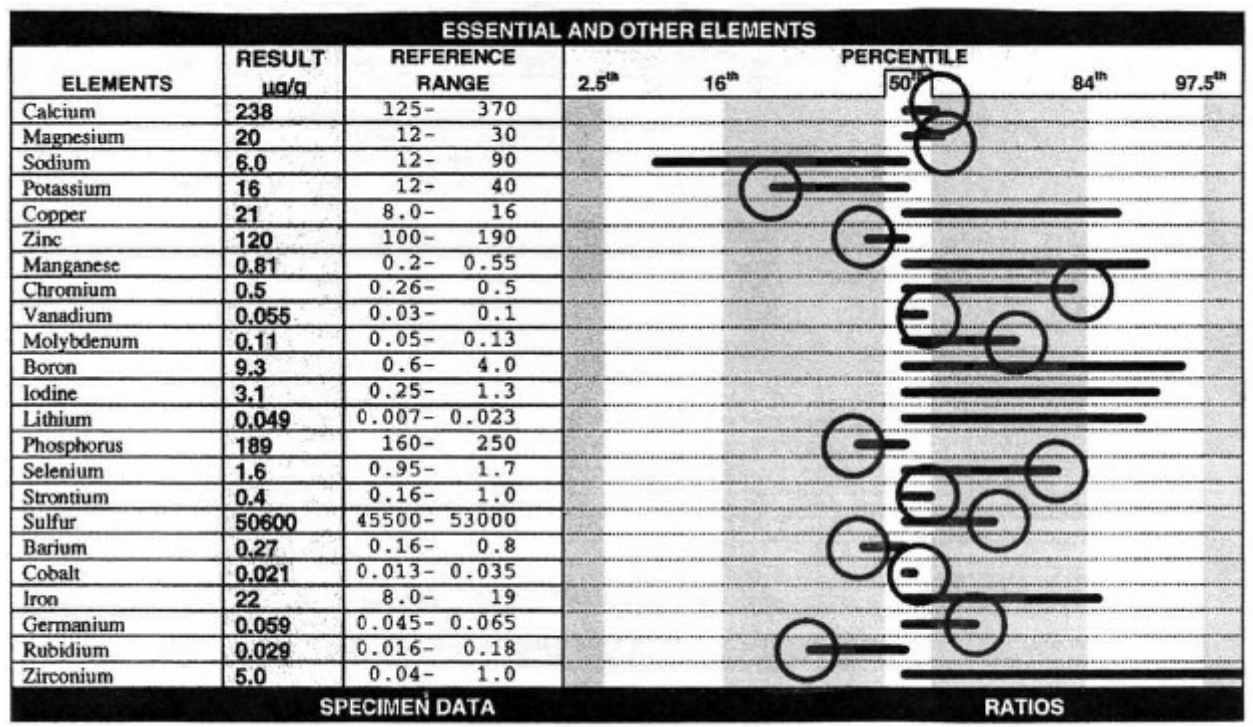 ESSENTIAL AND OTHER ELEMENTS
ELEMENTS RESULT µg/g REFERENCE RANGE PERCENTILE 2.5th 16th 50th 84th 97.5th
Calcium 238 125- 370
Magnesium 20 12- 30
Sodium 6.0 12- 90
Potassium 16 12- 40
Copper 21 8.0- 16
Zinc 120 100- 190
Manganese 0.81 0.2- 0.55
Chromium 0.5 0.26- 0.5
Vanadium 0.055 0.03- 0.1
Molybdenum 0.11 0.05- 0.13
Boron 9.3 0.6- 4.0
Iodine 3.1 0.25- 1.3
Lithium 0.049 0.007- 0.023
Phosphorus 189 160- 250
Selenium 1.6 0.95- 1.7
Strontium 0.4 0.16- 1.0
Sulfur 50600 45500- 53000
Barium 0.27 0.16- 0.8
Cobalt 0.021 0.013- 0.035
Iron 22 8.0- 19
Germanium 0.059 0.045- 0.065
Rubidium 0.029 0.016- 0.18
Zirconium 5.0 0.04- 1.0
SPECIMEN DATA RATIOS